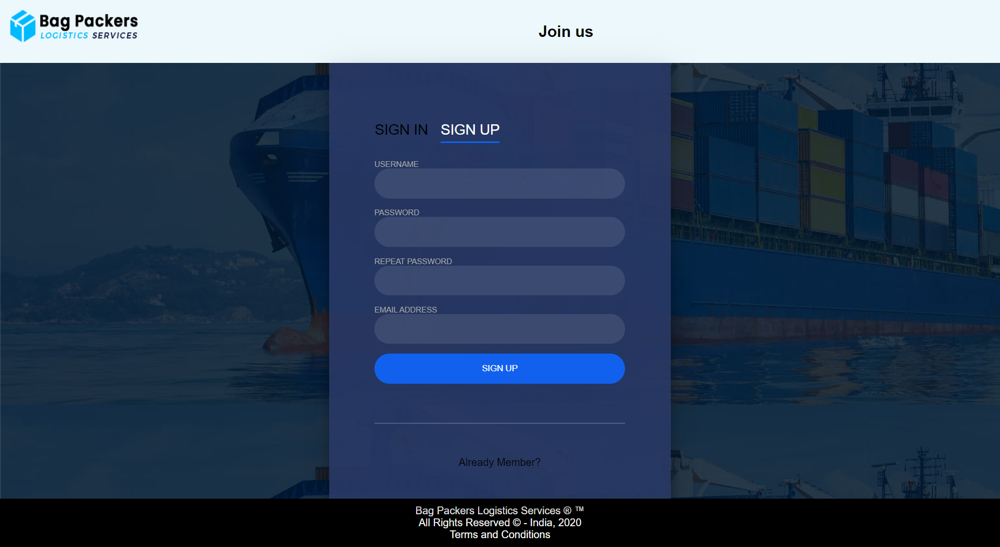 Bag Packers
LOGISTICS SERVICES
Join us
SIGN IN SIGN UP
USERNAME
PASSWORD
REPEAT PASSWORD
EMAIL ADDRESS
SIGN UP
Already Member?
Bag Packers Logistics Services ® ™
All Rights Reserved © - India, 2020
Terms and Conditions